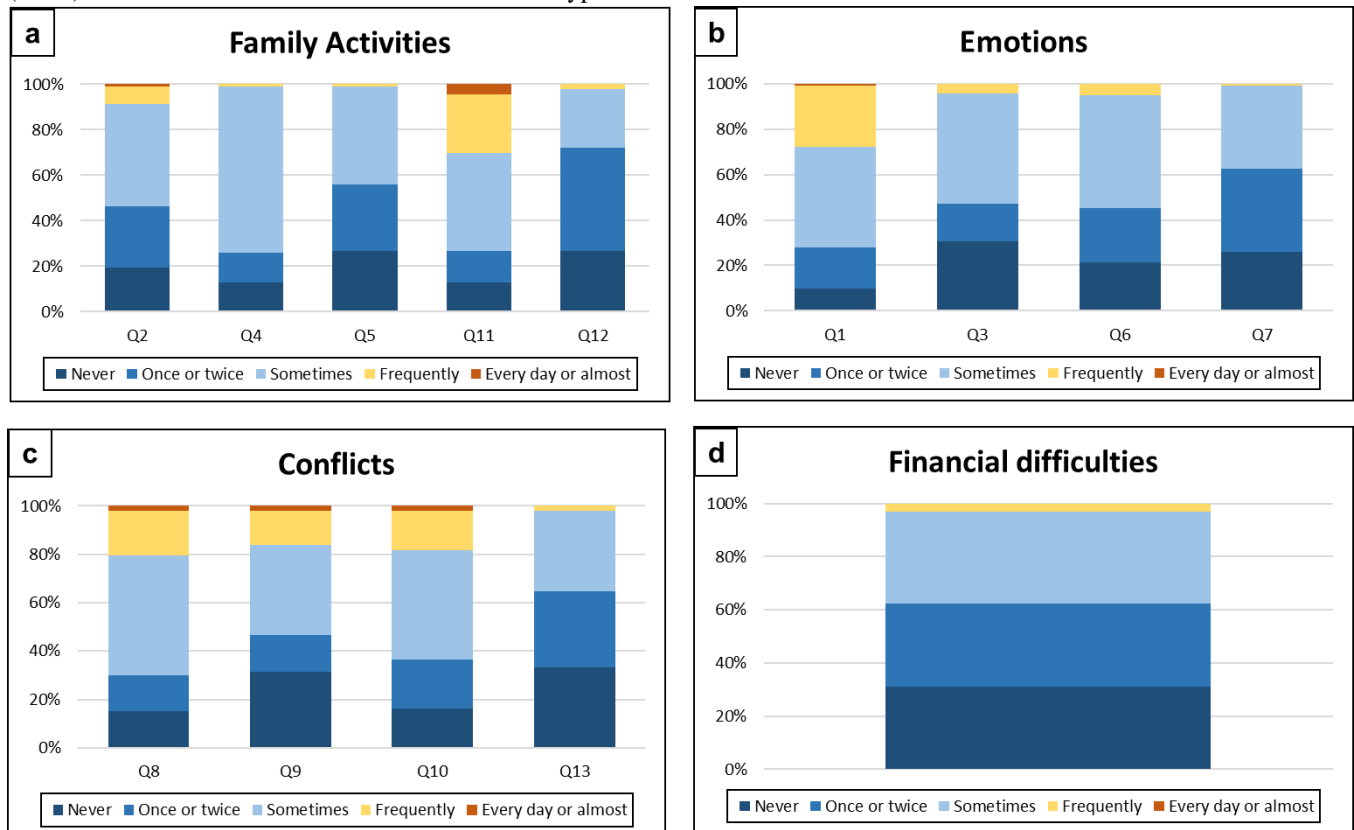 a
Family Activities
100%
80%
60%
40%
20%
0%
Q2 Q4 Q5 Q11 Q12
Never Once or twice Sometimes Frequently Every day or almost
b
Emotions
100%
80%
60%
40%
20%
0%
Q1 Q3 Q6 Q7
Never Once or twice Sometimes Frequently Every day or almost
c
Conflicts
100%
80%
60%
40%
20%
0%
Q8 Q9 Q10 Q13
Never Once or twice Sometimes Frequently Every day or almost
d
Financial difficulties
100%
80%
60%
40%
20%
0%
Never Once or twice Sometimes Frequently Every day or almost